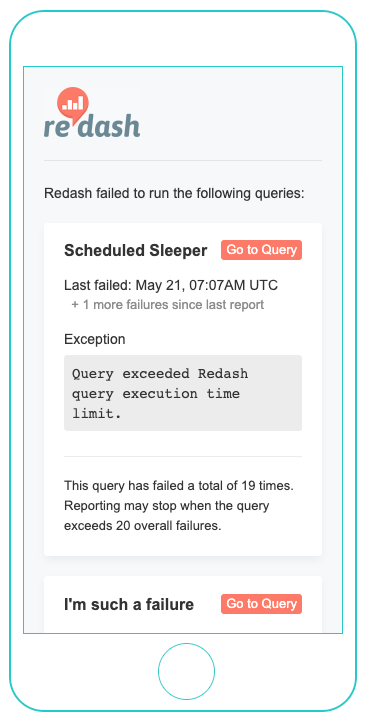 redash
Redash failed to run the following queries:
Scheduled Sleeper
Go to Query
Last failed: May 21, 07:07AM UTC
+ 1 more failures since last report
Exception
Query exceeded Redash
query execution time
limit.
This query has failed a total of 19 times.
Reporting may stop when the query
exceeds 20 overall failures.
I'm such a failure
Go to Query